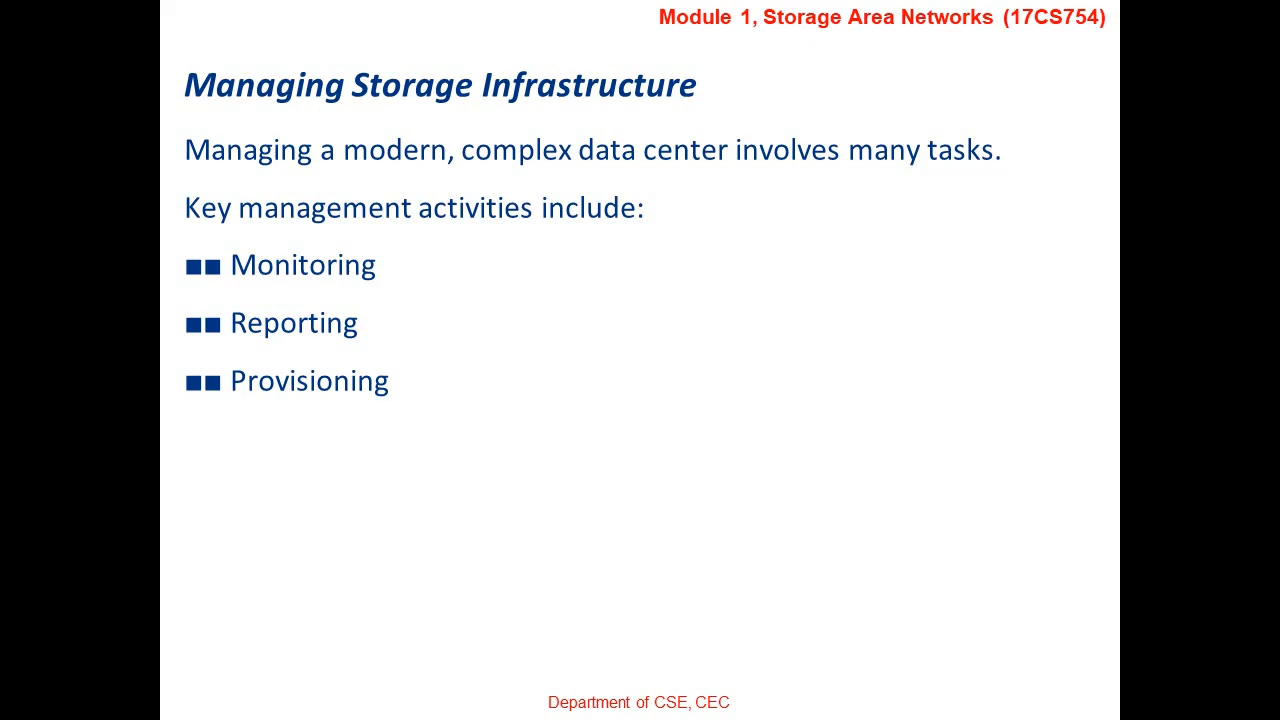 Module 1, Storage Area Networks (17CS754)
Managing Storage Infrastructure
Managing a modern, complex data center involves many tasks.
Key management activities include:
■■ Monitoring
■■ Reporting
■■ Provisioning
Department of CSE, CEC